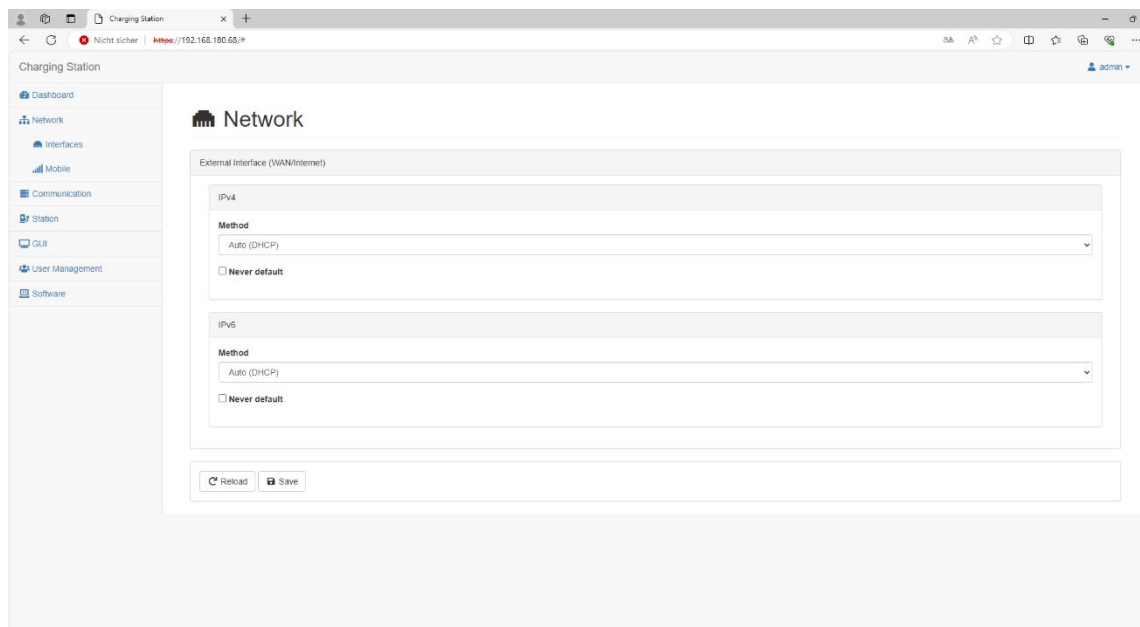 Charging Station
Nicht sicher https://192.168.180.68/#
Charging Station
admin
Dashboard
Network
Interfaces
Mobile
Communication
Station
GUI
User Management
Software
Network
External Interface (WAN/Internet)
IPv4
Method
Auto (DHCP)
Never default
IPv6
Method
Auto (DHCP)
Never default
Reload Save